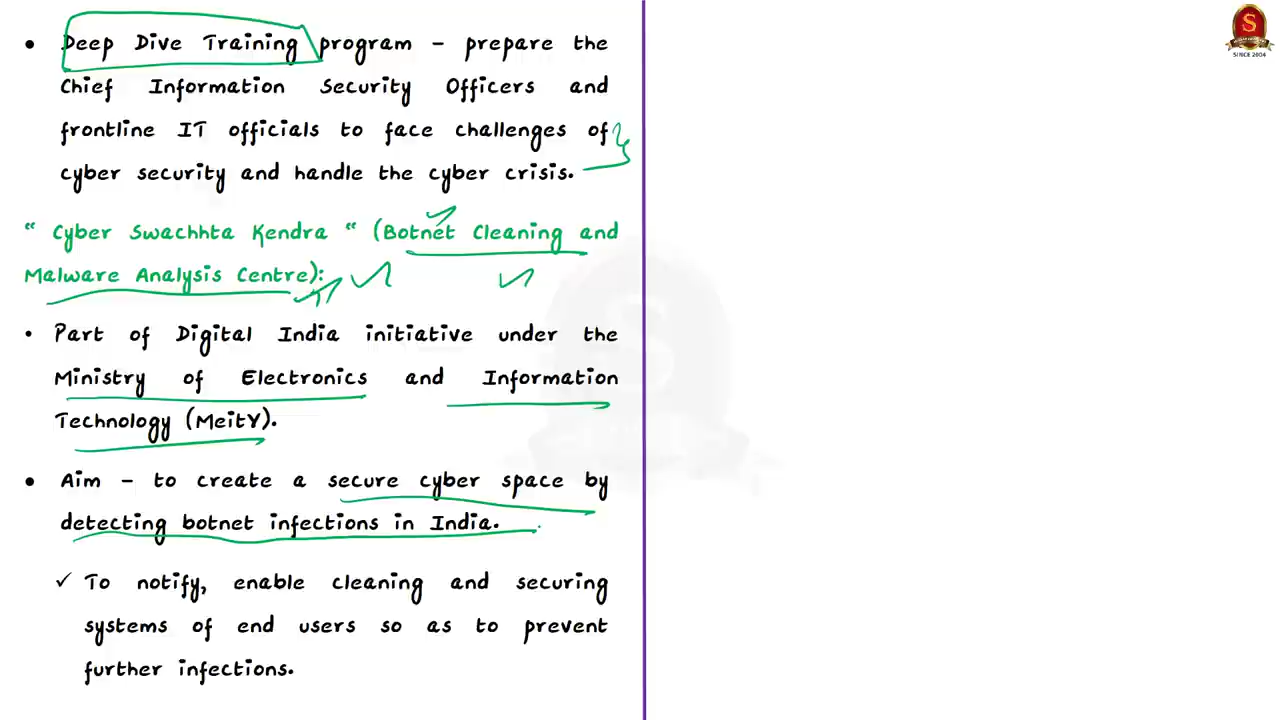 • Deep Dive Training program – prepare the
Chief Information Security Officers and
frontline IT officials to face challenges of
cyber security and handle the cyber crisis.
“ Cyber Swachhta Kendra “ (Botnet Cleaning and
Malware Analysis Centre):
• Part of Digital India initiative under the
Ministry of Electronics and Information
Technology (MeitY).
• Aim – to create a secure cyber space by
detecting botnet infections in India.
✓ To notify, enable cleaning and securing
systems of end users so as to prevent
further infections.
S
SINCE 2004